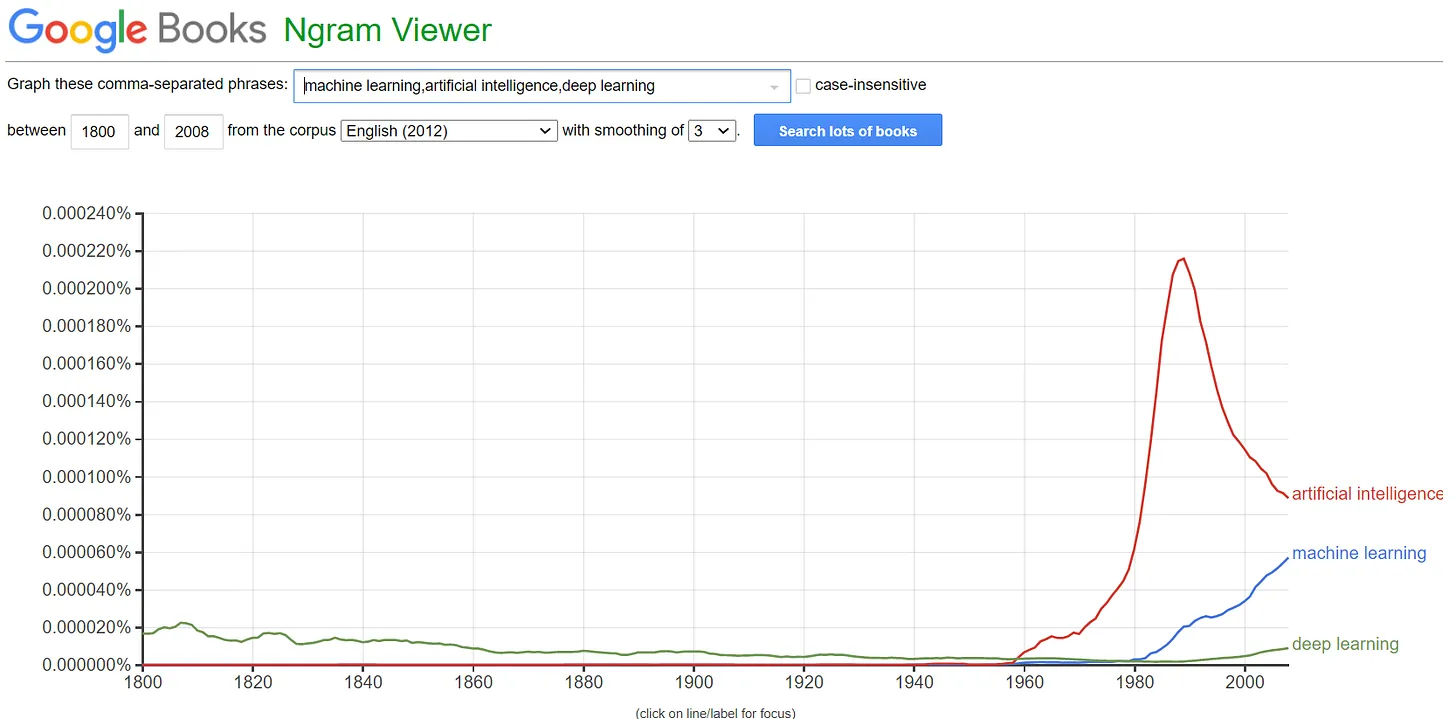 Google Books Ngram Viewer
Graph these comma-separated phrases: machine learning,artificial intelligence,deep learning case-insensitive
between 1800 and 2008 from the corpus English (2012) with smoothing of 3 . Search lots of books
0.000240%
0.000220%
0.000200%
0.000180%
0.000160%
0.000140%
0.000120%
0.000100%
artificial intelligence
0.000080%
0.000060%
machine learning
0.000040%
0.000020%
deep learning
0.000000%
1800 1820 1840 1860 1880 1900 1920 1940 1960 1980 2000
(click on line/label for focus)